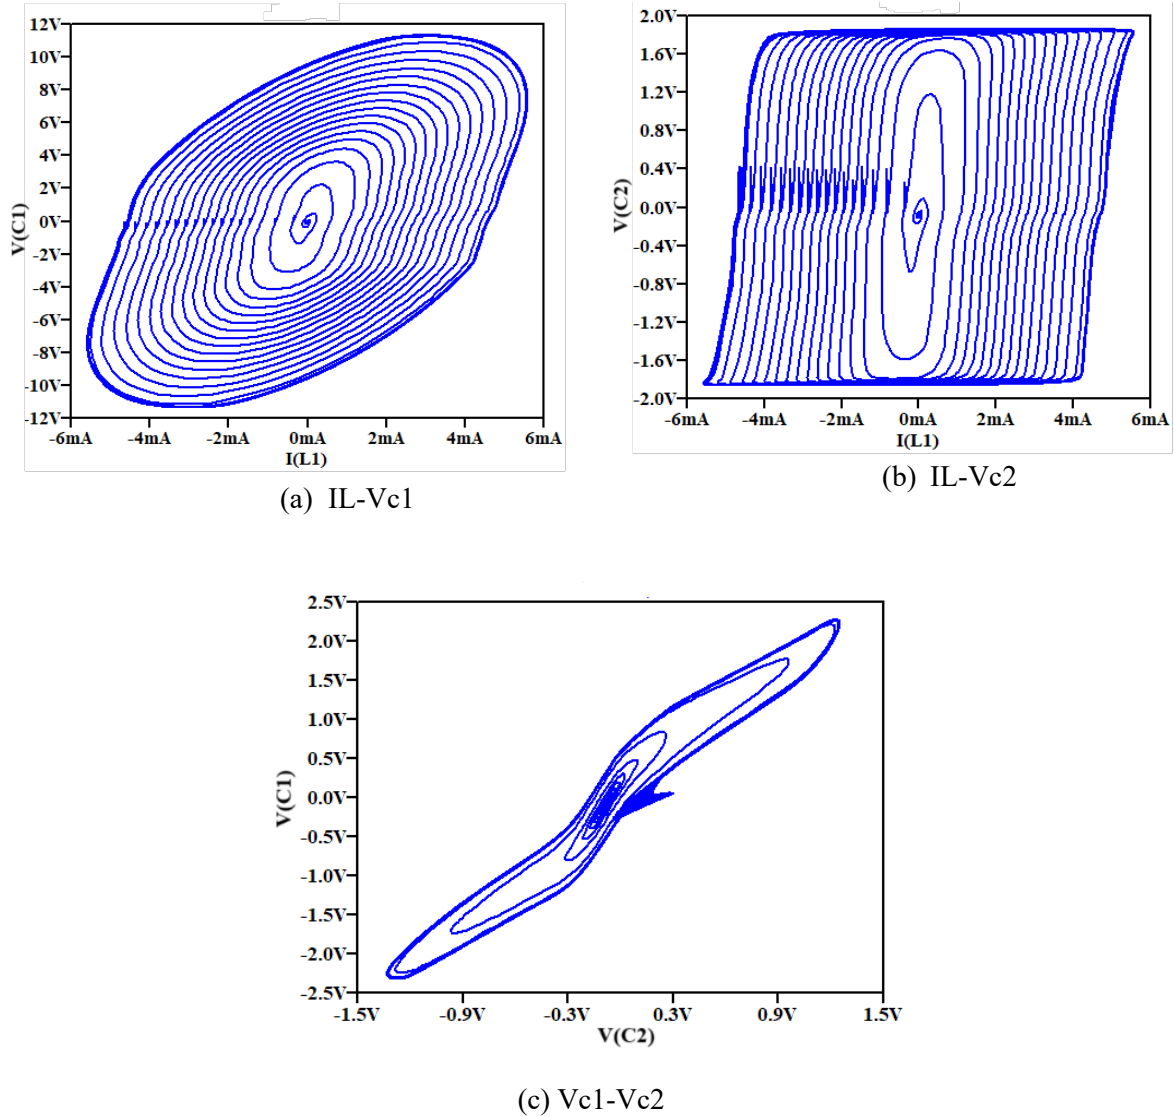 12V
10V
8V
6V
4V
2V
0V
-2V
-4V
-6V
-8V
-10V
-12V
V(C1)
-6mA -4mA -2mA 0mA 2mA 4mA 6mA
I(L1)
(a) IL-Vc1
2.0V
1.6V
1.2V
0.8V
0.4V
0.0V
-0.4V
-0.8V
-1.2V
-1.6V
-2.0V
V(C2)
-6mA -4mA -2mA 0mA 2mA 4mA 6mA
I(L1)
(b) IL-Vc2
2.5V
2.0V
1.5V
1.0V
0.5V
0.0V
-0.5V
-1.0V
-1.5V
-2.0V
-2.5V
V(C1)
-1.5V -0.9V -0.3V 0.3V 0.9V 1.5V
V(C2)
(c) Vc1-Vc2